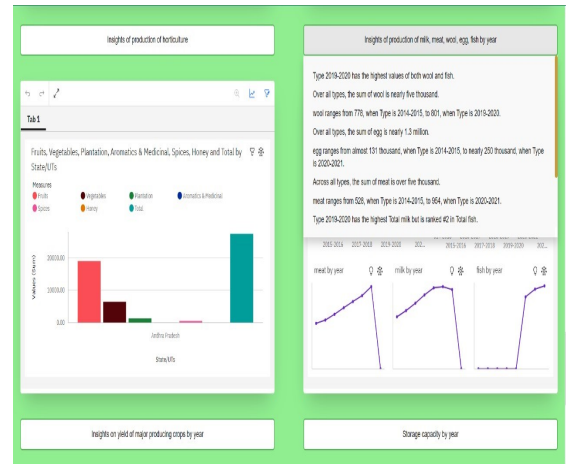 Insights of production of horticulture
Tab 1
Fruits, Vegetables, Plantation, Aromatics & Medicinal, Spices, Honey and Total by
State/UTs
Measures
Fruits Vegetables Plantation Aromatics & Medicinal
Spices Honey Total
Values (Sum)
20000.00
10000.00
0.00
Andhra Pradesh
State/UTs
Insights on yield of major producing crops by year
Insights of production of milk, meat, wool, egg, fish by year
Type 2019-2020 has the highest values of both wool and fish.
Over all types, the sum of wool is nearly five thousand.
wool ranges from 778, when Type is 2014-2015, to 801, when Type is 2019-2020.
Over all types, the sum of egg is nearly 1.3 million.
egg ranges from almost 131 thousand, when Type is 2014-2015, to nearly 250 thousand, when Type
is 2020-2021.
Across all types, the sum of meat is over five thousand.
meat ranges from 528, when Type is 2014-2015, to 954, when Type is 2020-2021.
Type 2019-2020 has the highest Total milk but is ranked #2 in Total fish.
2015-2016 2017-2018 2019-2020 202... 2015-2016 2017-2018 2019-2020 202...
meat by year milk by year fish by year
Storage capacity by year